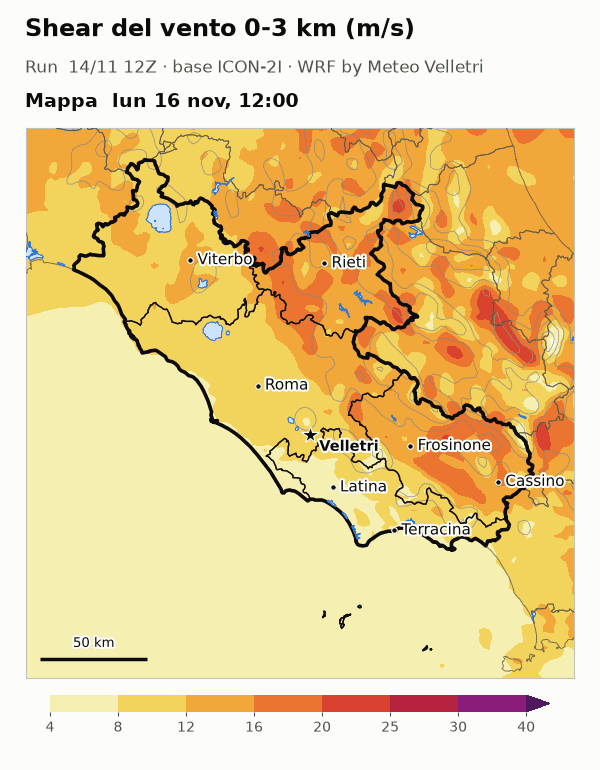 Shear del vento 0-3 km (m/s)
Run  14/11 12Z · base ICON-2I · WRF by Meteo Velletri
Mappa  lun 16 nov, 12:00
Viterbo
Rieti
Roma
Velletri
Frosinone
Latina
Cassino
Terracina
50 km
4 8 12 16 20 25 30 40